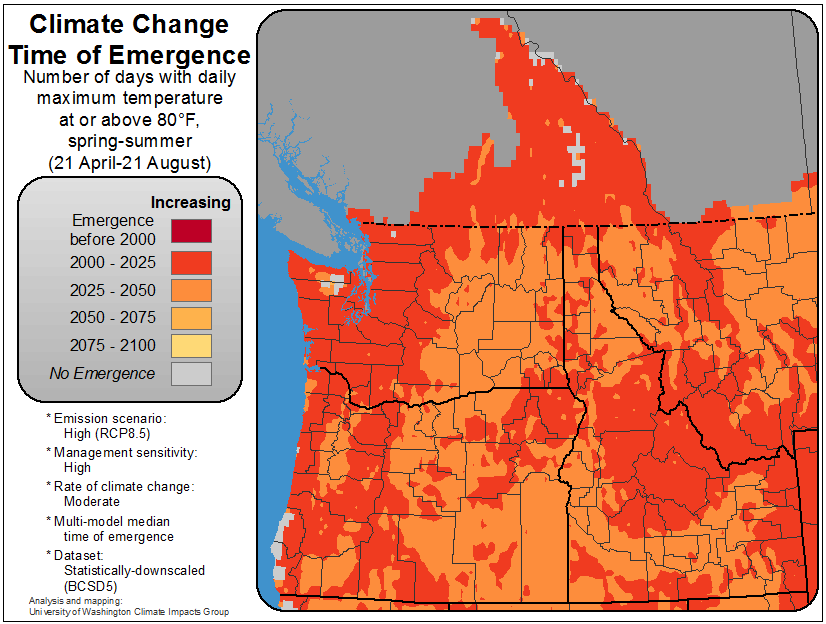 Climate Change
Time of Emergence
Number of days with daily
maximum temperature
at or above 80°F,
spring-summer
(21 April-21 August)
Increasing
Emergence
before 2000
2000 - 2025
2025 - 2050
2050 - 2075
2075 - 2100
No Emergence
* Emission scenario:
High (RCP8.5)
* Management sensitivity:
High
* Rate of climate change:
Moderate
* Multi-model median
time of emergence
* Dataset:
Statistically-downscaled
(BCSD5)
Analysis and mapping:
University of Washington Climate Impacts Group